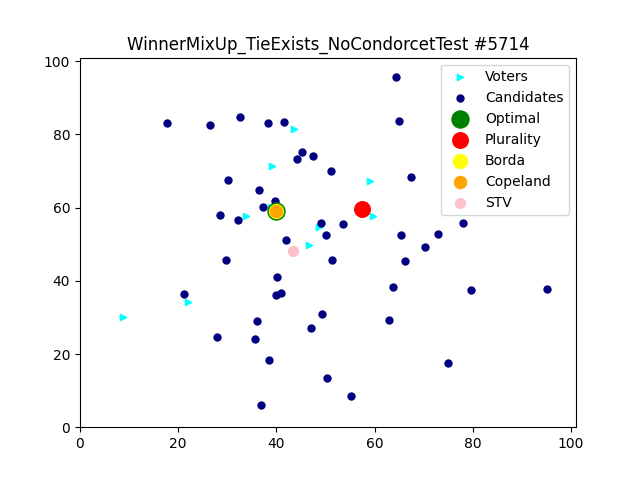 WinnerMixUp_TieExists_NoCondorcetTest #5714
100
80
60
40
20
0
0
20
40
60
80
100
Voters
Candidates
Optimal
Plurality
Borda
Copeland
STV